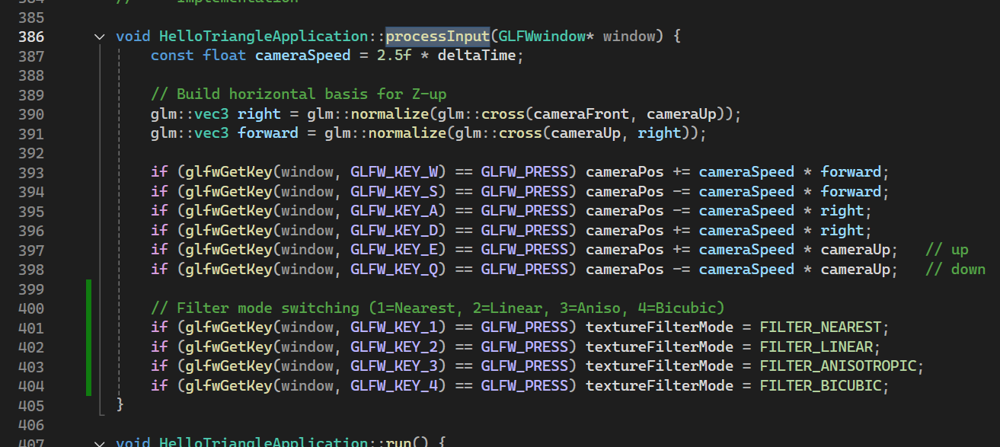 384 // Implementation
385
386 void HelloTriangleApplication::processInput(GLFWwindow* window) {
387 const float cameraSpeed = 2.5f * deltaTime;
388
389 // Build horizontal basis for Z-up
390 glm::vec3 right = glm::normalize(glm::cross(cameraFront, cameraUp));
391 glm::vec3 forward = glm::normalize(glm::cross(cameraUp, right));
392
393 if (glfwGetKey(window, GLFW_KEY_W) == GLFW_PRESS) cameraPos += cameraSpeed * forward;
394 if (glfwGetKey(window, GLFW_KEY_S) == GLFW_PRESS) cameraPos -= cameraSpeed * forward;
395 if (glfwGetKey(window, GLFW_KEY_A) == GLFW_PRESS) cameraPos -= cameraSpeed * right;
396 if (glfwGetKey(window, GLFW_KEY_D) == GLFW_PRESS) cameraPos += cameraSpeed * right;
397 if (glfwGetKey(window, GLFW_KEY_E) == GLFW_PRESS) cameraPos += cameraSpeed * cameraUp; // up
398 if (glfwGetKey(window, GLFW_KEY_Q) == GLFW_PRESS) cameraPos -= cameraSpeed * cameraUp; // down
399
400 // Filter mode switching (1=Nearest, 2=Linear, 3=Aniso, 4=Bicubic)
401 if (glfwGetKey(window, GLFW_KEY_1) == GLFW_PRESS) textureFilterMode = FILTER_NEAREST;
402 if (glfwGetKey(window, GLFW_KEY_2) == GLFW_PRESS) textureFilterMode = FILTER_LINEAR;
403 if (glfwGetKey(window, GLFW_KEY_3) == GLFW_PRESS) textureFilterMode = FILTER_ANISOTROPIC;
404 if (glfwGetKey(window, GLFW_KEY_4) == GLFW_PRESS) textureFilterMode = FILTER_BICUBIC;
405 }
406
407 void HelloTriangleApplication::run() {